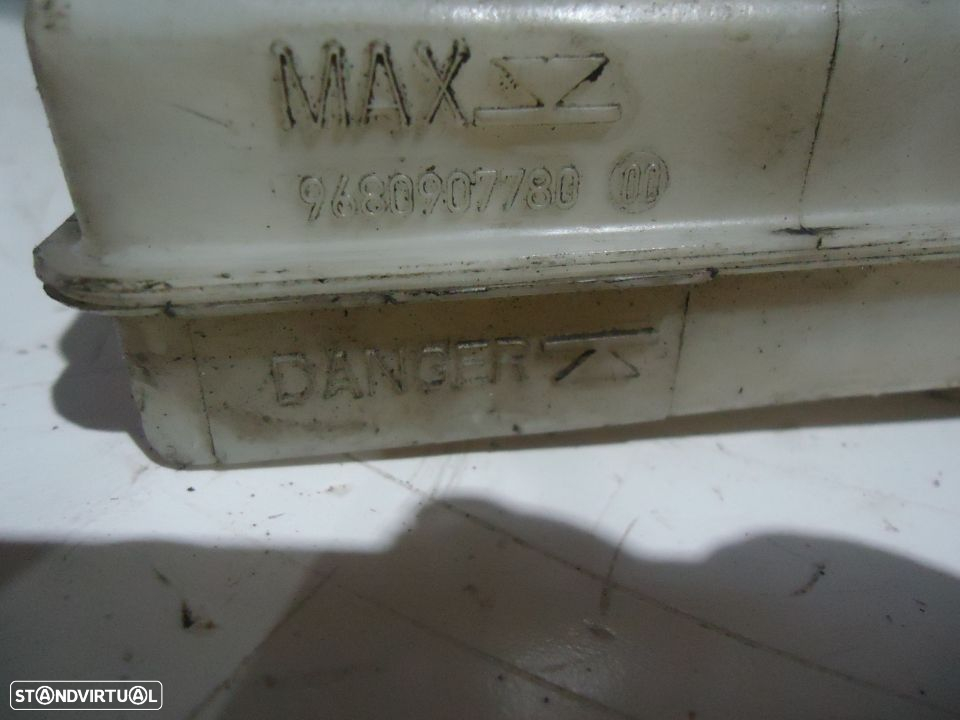 MAX
9680907780 00
DANGER
STANDVIRTUAL